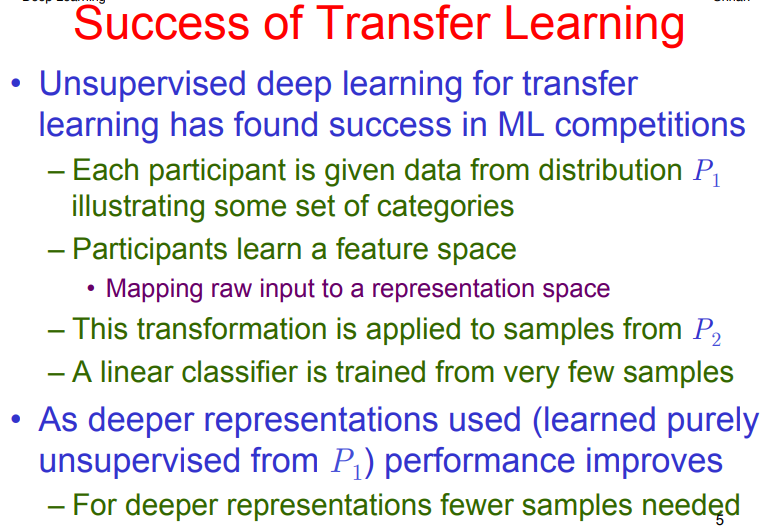 Success of Transfer Learning
• Unsupervised deep learning for transfer
learning has found success in ML competitions
– Each participant is given data from distribution P₁
illustrating some set of categories
– Participants learn a feature space
• Mapping raw input to a representation space
– This transformation is applied to samples from P₂
– A linear classifier is trained from very few samples
• As deeper representations used (learned purely
unsupervised from P₁) performance improves
– For deeper representations fewer samples needed
5